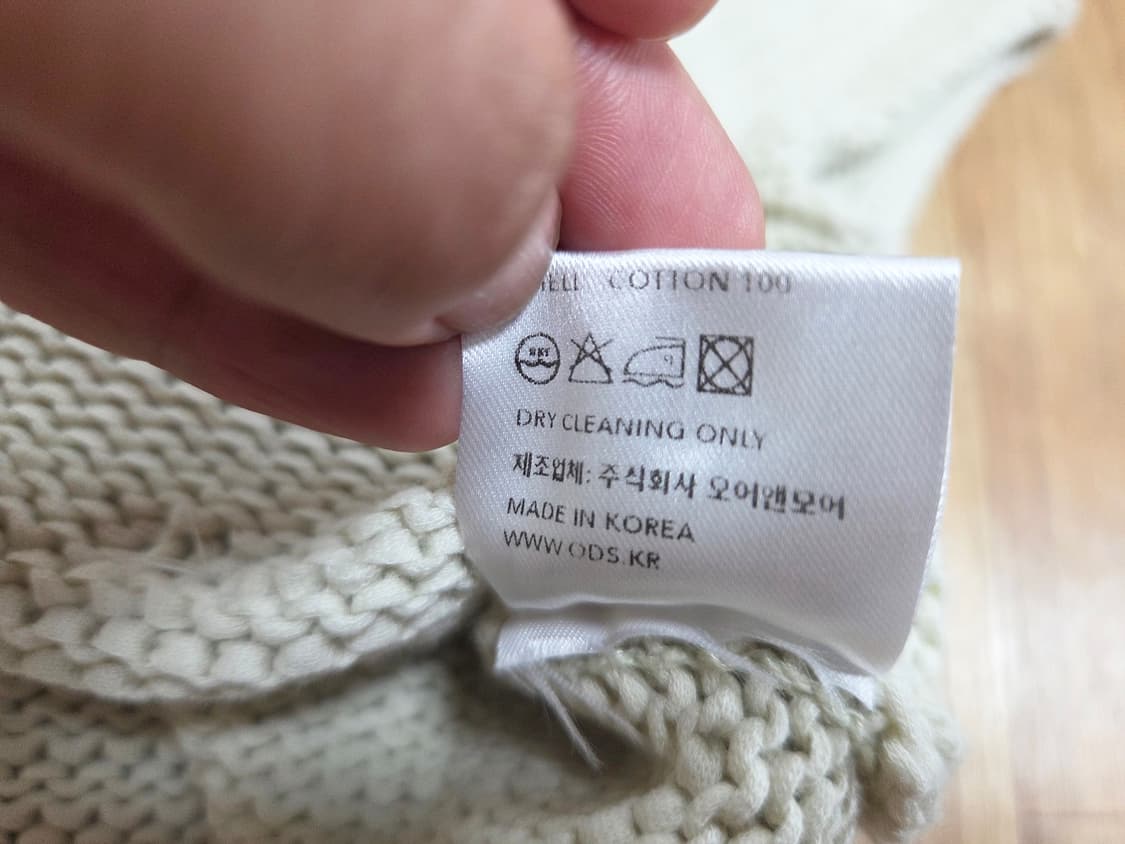 COTTON 100
DRY
DRY CLEANING ONLY
제조업체: 주식회사 오어앤모어
MADE IN KOREA
WWW.ODS.KR